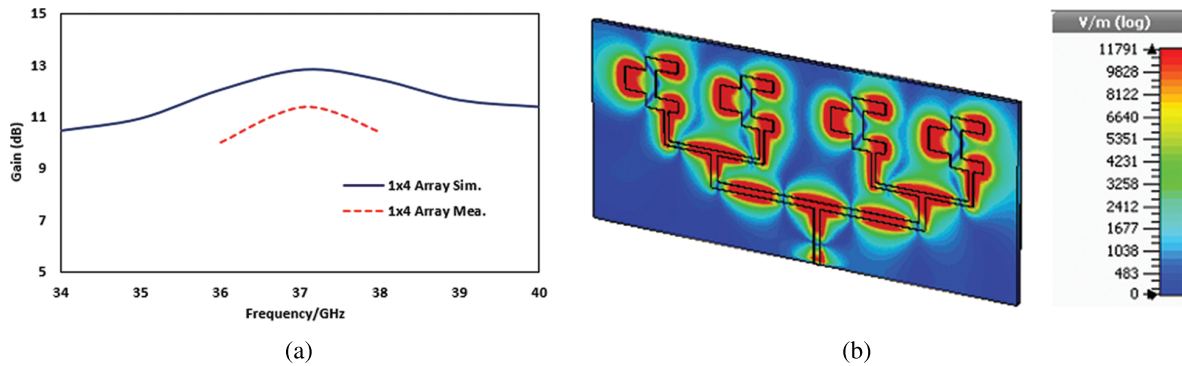 15
13
11
9
7
5
Gain (dB)
1x4 Array Sim.
1x4 Array Mea.
34 35 36 37 38 39 40
Frequency/GHz
(a)
V/m (log)
11791
9828
8122
6640
5351
4231
3258
2412
1677
1038
483
0
(b)